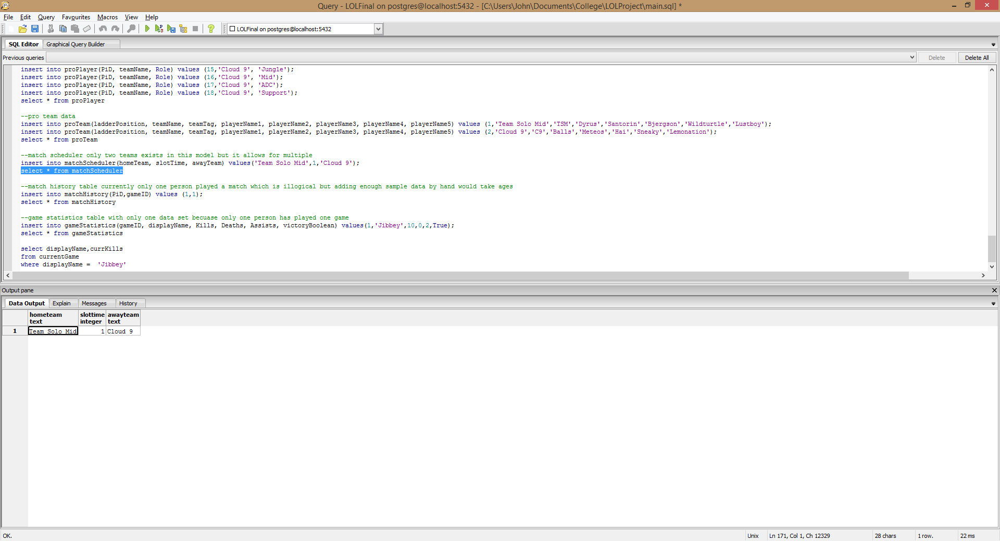 Query - LOLFinal on postgres@localhost:5432 - [C:\Users\John\Documents\College\LOLProject\main.sql] *
File Edit Query Favourites Macros View Help
LOLFinal on postgres@localhost:5432
SQL Editor Graphical Query Builder
Previous queries Delete Delete All
insert into proPlayer(PiD, teamName, Role) values (15,'Cloud 9', 'Jungle');
insert into proPlayer(PiD, teamName, Role) values (16,'Cloud 9', 'Mid');
insert into proPlayer(PiD, teamName, Role) values (17,'Cloud 9', 'ADC');
insert into proPlayer(PiD, teamName, Role) values (18,'Cloud 9', 'Support');
select * from proPlayer
--pro team data
insert into proTeam(ladderPosition, teamName, teamTag, playerName1, playerName2, playerName3, playerName4, playerName5) values (1,'Team Solo Mid','TSM','Dyrus','Santorin','Bjergson','Wildturtle','Lustboy');
insert into proTeam(ladderPosition, teamName, teamTag, playerName1, playerName2, playerName3, playerName4, playerName5) values (2,'Cloud 9','C9','Balls','Meteos','Hai','Sneaky','Lemonation');
select * from proTeam
--match scheduler only two teams exists in this model but it allows for multiple
insert into matchScheduler(homeTeam, slotTime, awayTeam) values('Team Solo Mid',1,'Cloud 9');
select * from matchScheduler
--match history table currently only one person played a match which is illogical but adding enough sample data by hand would take ages
insert into matchHistory(PiD,gameID) values (1,1);
select * from matchHistory
--game statistics table with only one data set becuase only one person has played one game
insert into gameStatistics(gameID, displayName, Kills, Deaths, Assists, victoryBoolean) values(1,'Jibbey',10,0,2,True);
select * from gameStatistics
select displayName,currKills
from currentGame
where displayName =  'Jibbey'
Output pane
Data Output Explain Messages History
hometeam slottime awayteam
text integer text
1 Team Solo Mid 1 Cloud 9
OK. Unix Ln 171, Col 1, Ch 12329 28 chars 1 row. 22 ms